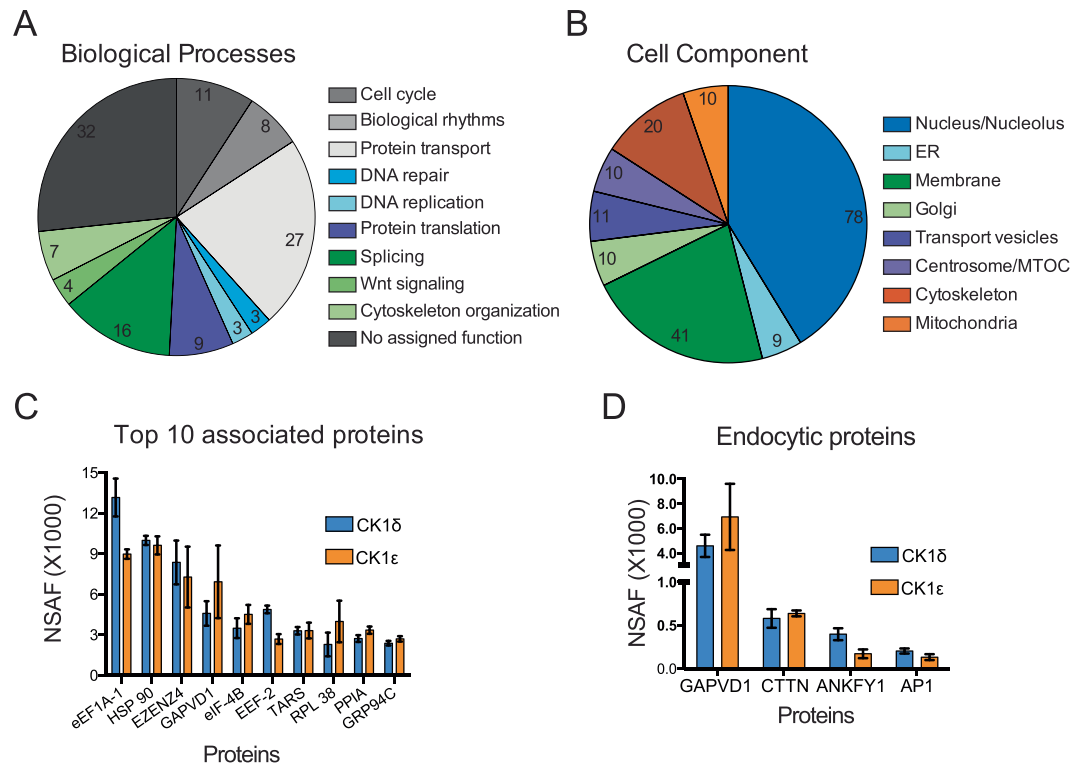 A
Biological Processes
11
8
27
3
3
9
16
4
7
32
Cell cycle
Biological rhythms
Protein transport
DNA repair
DNA replication
Protein translation
Splicing
Wnt signaling
Cytoskeleton organization
No assigned function
B
Cell Component
10
20
10
11
10
41
9
78
Nucleus/Nucleolus
ER
Membrane
Golgi
Transport vesicles
Centrosome/MTOC
Cytoskeleton
Mitochondria
C
Top 10 associated proteins
NSAF (X1000)
15
12
9
6
3
0
CK1δ
CK1ε
eEF1A-1
HSP 90
EZENZ4
GAPVD1
eIF-4B
EEF-2
TARS
RPL 38
PPIA
GRP94C
Proteins
D
Endocytic proteins
NSAF (X1000)
10.0
8.0
6.0
4.0
1.0
0.5
0.0
CK1δ
CK1ε
GAPVD1 CTTN ANKFY1 AP1
Proteins